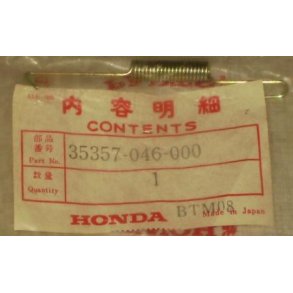 内容明細
CONTENTS
部品番号 Part No. 35357-046-000
数量 Quantity 1
HONDA BTM08 Made in Japan